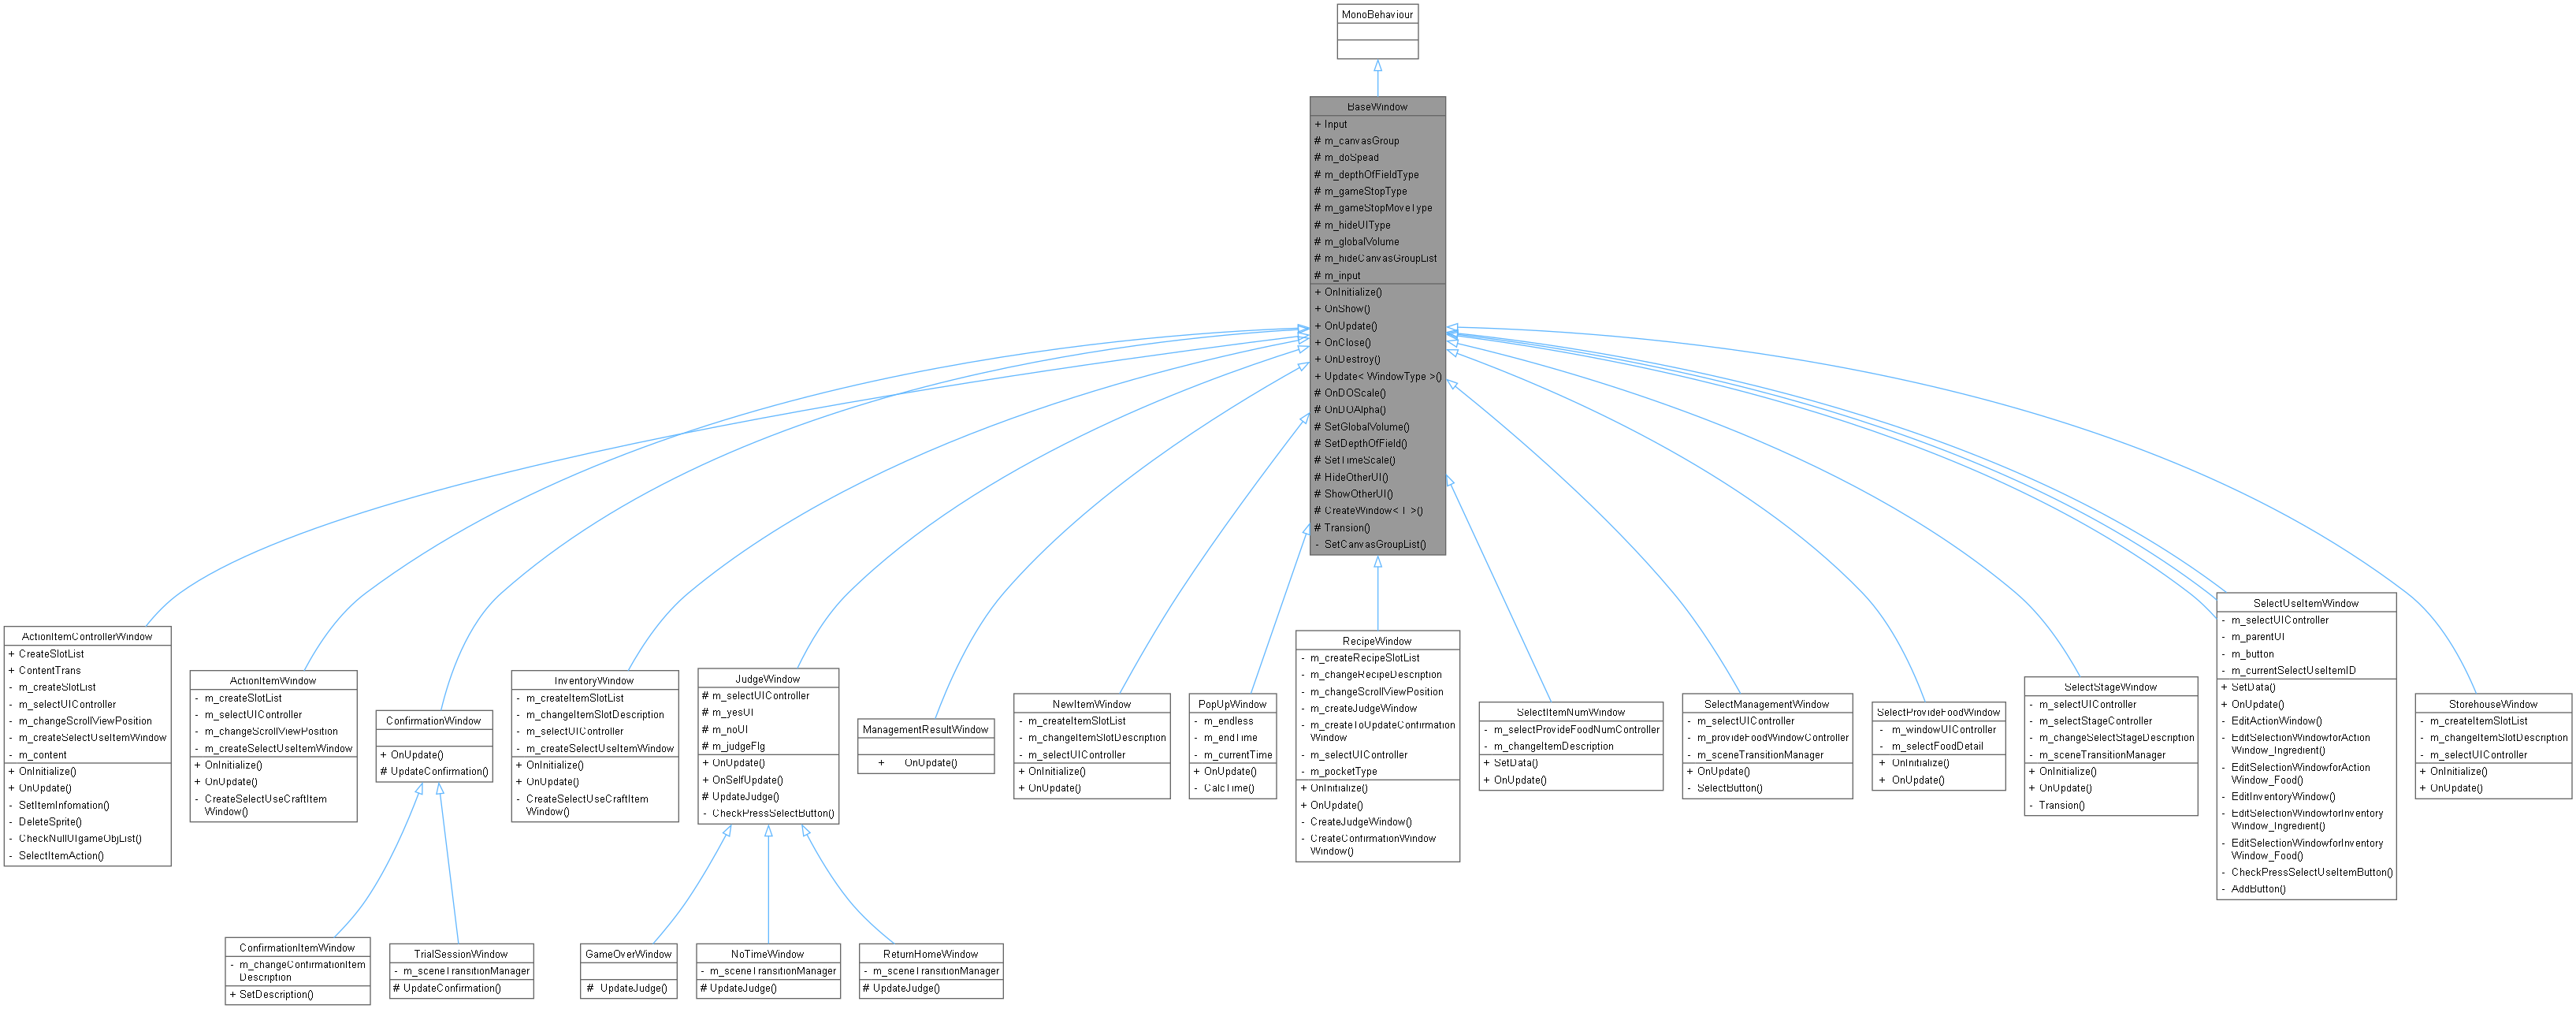 MonoBehaviour
BaseWindow
+ Input
# m_canvasGroup
# m_doSpead
# m_depthOfFieldType
# m_gameStopType
# m_gameStopMoveType
# m_hideUIType
# m_globalVolume
# m_hideCanvasGroupList
# m_input
+ OnInitialize()
+ OnShow()
+ OnUpdate()
+ OnClose()
+ OnDestroy()
+ Update< WindowType >()
# OnDOScale()
# OnDOAlpha()
# SetGlobalVolume()
# SetDepthOfField()
# SetTimeScale()
# HideOtherUI()
# ShowOtherUI()
# CreateWindow< T >()
# Transion()
- SetCanvasGroupList()
ActionItemControllerWindow
+ CreateSlotList
+ ContentTrans
- m_createSlotList
- m_selectUIController
- m_changeScrollViewPosition
- m_createSelectUseItemWindow
- m_content
+ OnInitialize()
+ OnUpdate()
- SetItemInfomation()
- DeleteSprite()
- CheckNullUIgameObjList()
- SelectItemAction()
ActionItemWindow
- m_createSlotList
- m_selectUIController
- m_changeScrollViewPosition
- m_createSelectUseItemWindow
+ OnInitialize()
+ OnUpdate()
- CreateSelectUseCraftItem
Window()
ConfirmationWindow
+ OnUpdate()
# UpdateConfirmation()
InventoryWindow
- m_createItemSlotList
- m_changeItemSlotDescription
- m_selectUIController
- m_createSelectUseItemWindow
+ OnInitialize()
+ OnUpdate()
- CreateSelectUseCraftItem
Window()
JudgeWindow
# m_selectUIController
# m_yesUI
# m_noUI
# m_judgeFlg
+ OnUpdate()
+ OnSelfUpdate()
# UpdateJudge()
- CheckPressSelectButton()
ManagementResultWindow
+ OnUpdate()
NewItemWindow
- m_createItemSlotList
- m_changeItemSlotDescription
- m_selectUIController
+ OnInitialize()
+ OnUpdate()
PopUpWindow
- m_endless
- m_endTime
- m_currentTime
+ OnUpdate()
- CalcTime()
RecipeWindow
- m_createRecipeSlotList
- m_changeRecipeDescription
- m_changeScrollViewPosition
- m_createJudgeWindow
- m_createToUpdateConfirmation
Window
- m_selectUIController
- m_pocketType
+ OnInitialize()
+ OnUpdate()
- CreateJudgeWindow()
- CreateConfirmationWindow
Window()
SelectItemNumWindow
- m_selectProvideFoodNumController
- m_changeItemDescription
+ SetData()
+ OnUpdate()
SelectManagementWindow
- m_selectUIController
- m_provideFoodWindowController
- m_sceneTransitionManager
+ OnUpdate()
- SelectButton()
SelectProvideFoodWindow
- m_windowUIController
- m_selectFoodDetail
+ OnInitialize()
+ OnUpdate()
SelectStageWindow
- m_selectUIController
- m_selectStageController
- m_changeSelectStageDescription
- m_sceneTransitionManager
+ OnInitialize()
+ OnUpdate()
- Transion()
SelectUseItemWindow
- m_selectUIController
- m_parentUI
- m_button
- m_currentSelectUseItemID
+ SetData()
+ OnUpdate()
- EditActionWindow()
- EditSelectionWindowforAction
Window_Ingredient()
- EditSelectionWindowforAction
Window_Food()
- EditInventoryWindow()
- EditSelectionWindowforInventory
Window_Ingredient()
- EditSelectionWindowforInventory
Window_Food()
- CheckPressSelectUseItemButton()
- AddButton()
StorehouseWindow
- m_createItemSlotList
- m_changeItemSlotDescription
- m_selectUIController
+ OnInitialize()
+ OnUpdate()
ConfirmationItemWindow
- m_changeConfirmationItem
Description
+ SetDescription()
TrialSessionWindow
- m_sceneTransitionManager
# UpdateConfirmation()
GameOverWindow
# UpdateJudge()
NoTimeWindow
- m_sceneTransitionManager
# UpdateJudge()
ReturnHomeWindow
- m_sceneTransitionManager
# UpdateJudge()